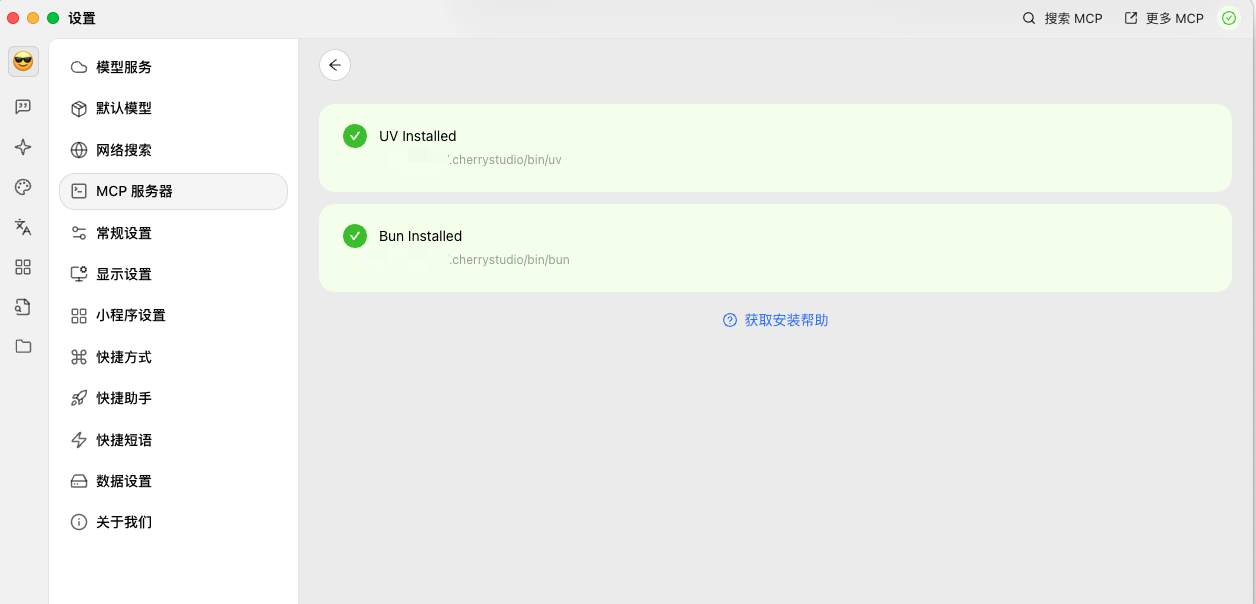 设置
搜索 MCP
更多 MCP
模型服务
默认模型
网络搜索
MCP 服务器
常规设置
显示设置
小程序设置
快捷方式
快捷助手
快捷短语
数据设置
关于我们
UV Installed
/.cherrystudio/bin/uv
Bun Installed
/.cherrystudio/bin/bun
获取安装帮助